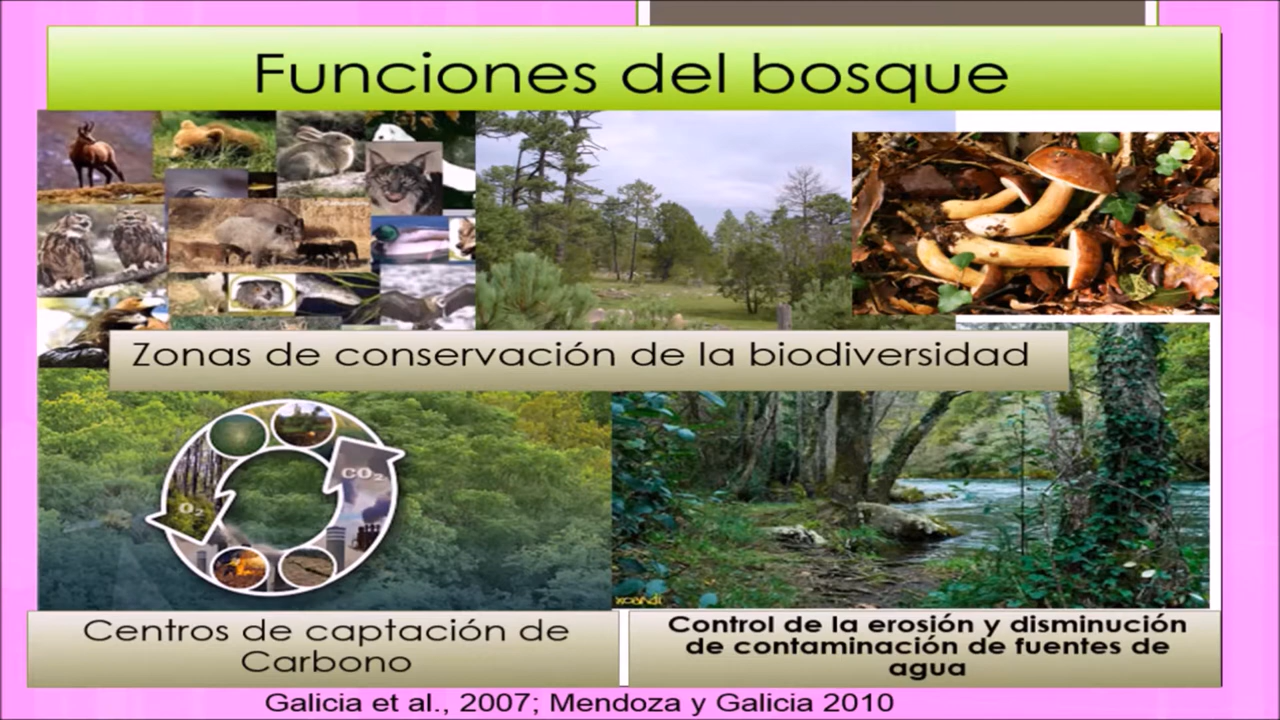 Funciones del bosque
Zonas de conservación de la biodiversidad
CO₂
O₂
Centros de captación de
Carbono
Control de la erosión y disminución
de contaminación de fuentes de
agua
Galicia et al., 2007; Mendoza y Galicia 2010